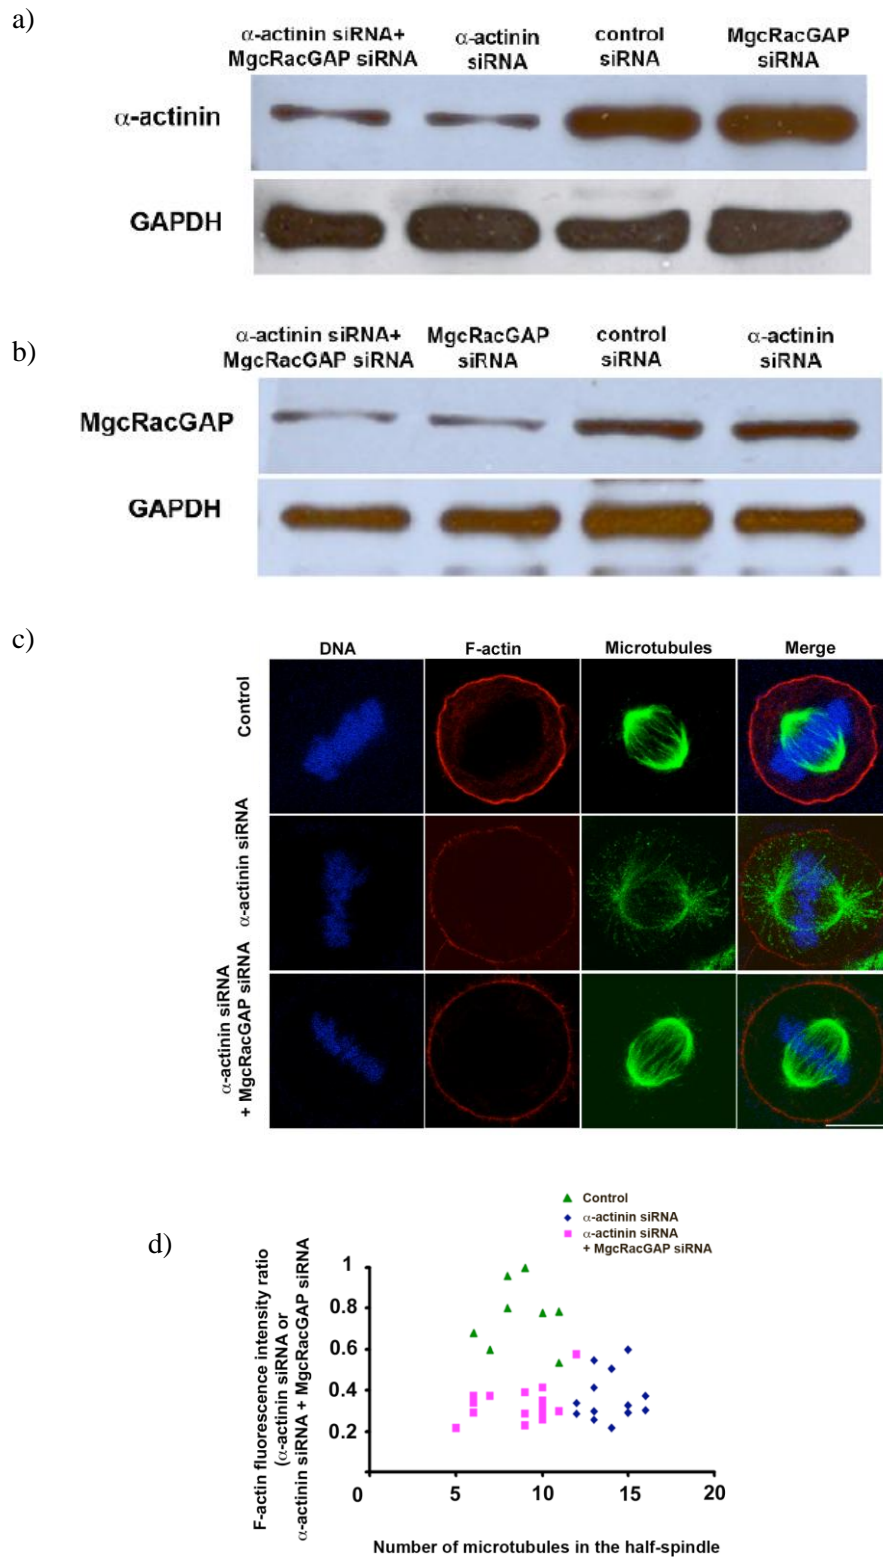 a)
α-actinin siRNA+
MgcRacGAP siRNA
α-actinin
siRNA
control
siRNA
MgcRacGAP
siRNA
α-actinin
GAPDH
b)
α-actinin siRNA+
MgcRacGAP siRNA
MgcRacGAP
siRNA
control
siRNA
α-actinin
siRNA
MgcRacGAP
GAPDH
c)
DNA
F-actin
Microtubules
Merge
Control
α-actinin siRNA
α-actinin siRNA
+ MgcRacGAP siRNA
d)
Control
α-actinin siRNA
α-actinin siRNA
+ MgcRacGAP siRNA
F-actin fluorescence intensity ratio
(α-actinin siRNA or
α-actinin siRNA + MgcRacGAP siRNA
1
0.8
0.6
0.4
0.2
0
5
10
15
20
Number of microtubules in the half-spindle